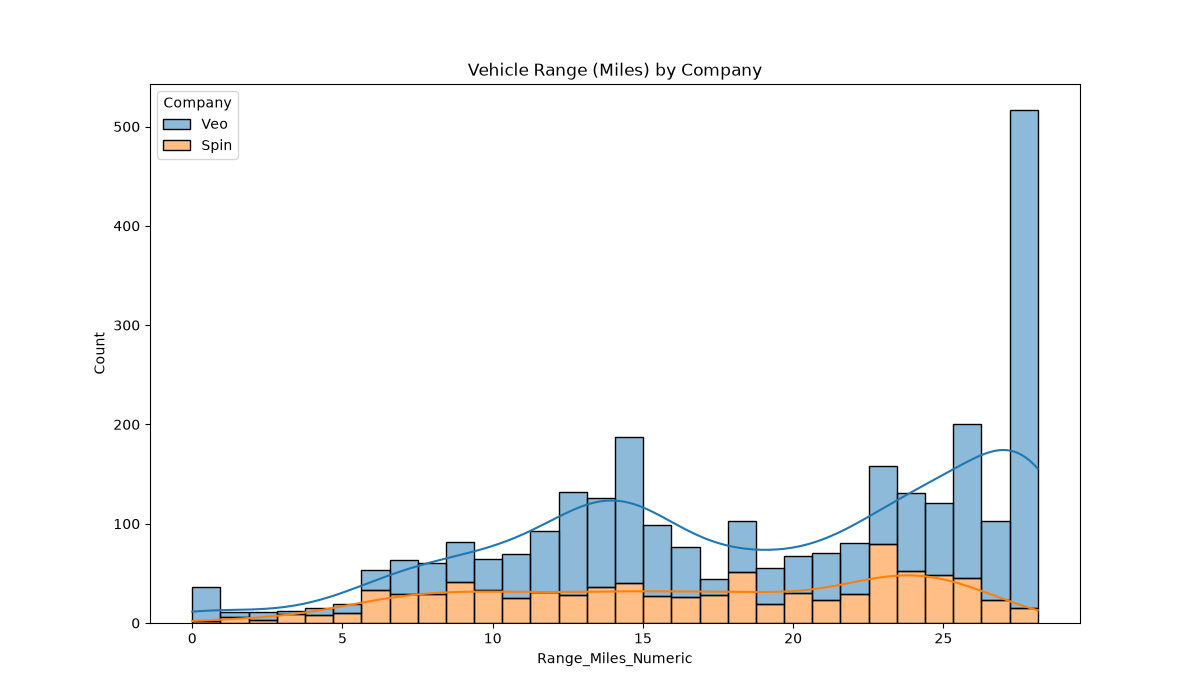 Vehicle Range (Miles) by Company
Company
Veo
Spin
500
400
300
200
100
0
Count
0 5 10 15 20 25
Range_Miles_Numeric